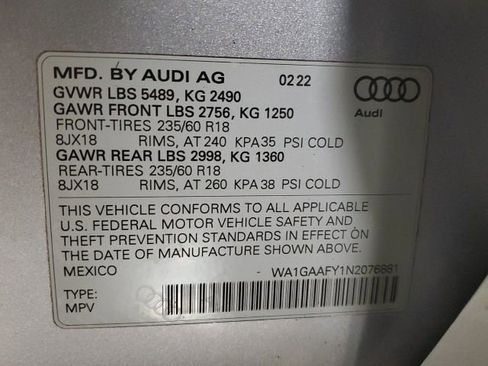 MFD. BY AUDI AG 02 22
GVWR LBS 5489, KG 2490
GAWR FRONT LBS 2756, KG 1250
FRONT-TIRES 235/60 R18
8JX18 RIMS, AT 240 KPA 35 PSI COLD
GAWR REAR LBS 2998, KG 1360
REAR-TIRES 235/60 R18
8JX18 RIMS, AT 260 KPA 38 PSI COLD
Audi
THIS VEHICLE CONFORMS TO ALL APPLICABLE
U.S. FEDERAL MOTOR VEHICLE SAFETY AND
THEFT PREVENTION STANDARDS IN EFFECT ON
THE DATE OF MANUFACTURE SHOWN ABOVE.
MEXICO WA1GAAFY1N2076881
TYPE:
MPV